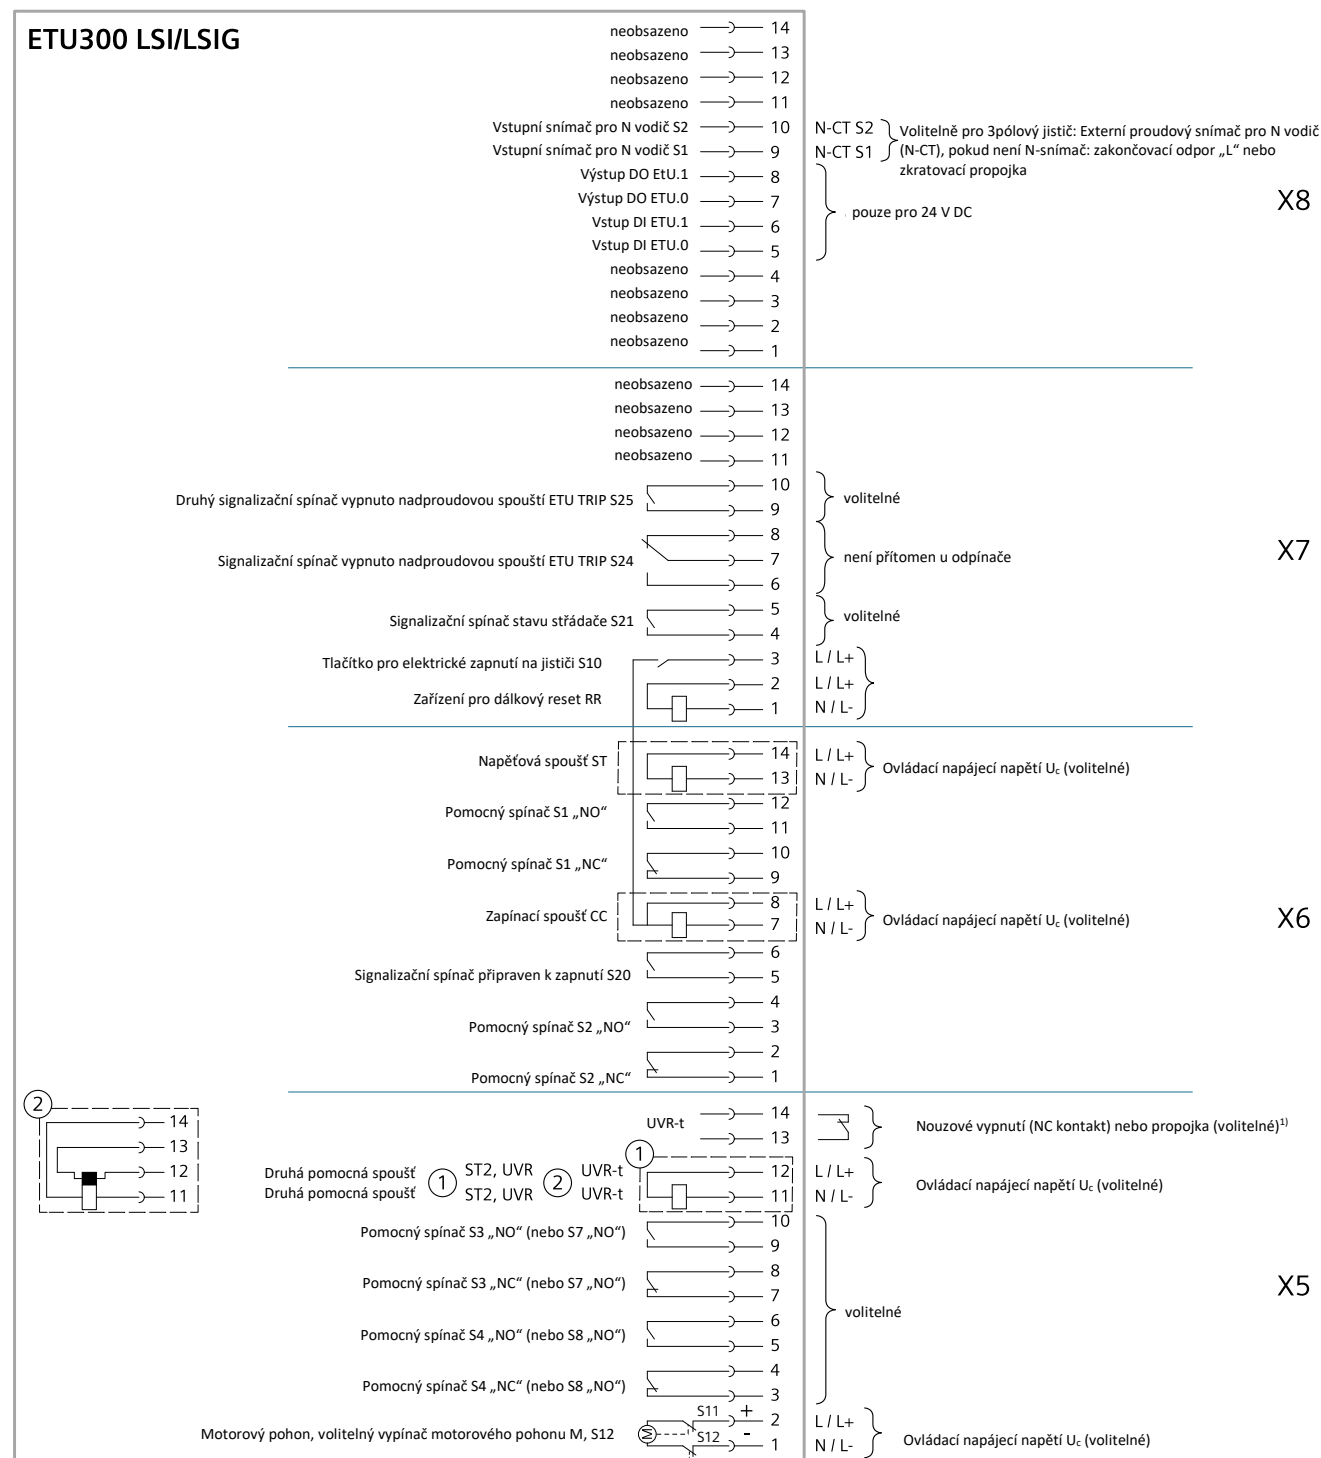 ETU300 LSI/LSIG
neobsazeno 14
neobsazeno 13
neobsazeno 12
neobsazeno 11
Vstupní snímač pro N vodič S2 10 N-CT S2
Vstupní snímač pro N vodič S1 9 N-CT S1
Volitelně pro 3pólový jistič: Externí proudový snímač pro N vodič
(N-CT), pokud není N-snímač: zakončovací odpor „L“ nebo
zkratovací propojka
Výstup DO EtU.1 8
Výstup DO ETU.0 7
Vstup DI ETU.1 6
Vstup DI ETU.0 5
pouze pro 24 V DC
X8
neobsazeno 4
neobsazeno 3
neobsazeno 2
neobsazeno 1
neobsazeno 14
neobsazeno 13
neobsazeno 12
neobsazeno 11
10
Druhý signalizační spínač vypnuto nadproudovou spouští ETU TRIP S25 volitelné
9
8
Signalizační spínač vypnuto nadproudovou spouští ETU TRIP S24 7 není přítomen u odpínače
6
X7
5
Signalizační spínač stavu střádače S21 volitelné
4
Tlačítko pro elektrické zapnutí na jističi S10 3 L / L+
2 L / L+
Zařízení pro dálkový reset RR
1 N / L-
14 L / L+
Napěťová spoušť ST Ovládací napájecí napětí Uc (volitelné)
13 N / L-
12
Pomocný spínač S1 „NO“
11
10
Pomocný spínač S1 „NC“
9
8 L / L+
Zapínací spoušť CC Ovládací napájecí napětí Uc (volitelné)
7 N / L-
X6
6
Signalizační spínač připraven k zapnutí S20
5
4
Pomocný spínač S2 „NO“ 3
2
Pomocný spínač S2 „NC“ 1
2
14
13
12
11
14
UVR-t Nouzové vypnutí (NC kontakt) nebo propojka (volitelné)1)
13
1
Druhá pomocná spoušť 1 ST2, UVR 2 UVR-t 12 L / L+
Druhá pomocná spoušť ST2, UVR UVR-t 11 N / L-
Ovládací napájecí napětí Uc (volitelné)
10
Pomocný spínač S3 „NO“ (nebo S7 „NO“)
9
8
Pomocný spínač S3 „NC“ (nebo S7 „NO“)
7
X5
6
volitelné
Pomocný spínač S4 „NO“ (nebo S8 „NO“)
5
4
Pomocný spínač S4 „NC“ (nebo S8 „NO“)
3
S11 + 2 L / L+
Motorový pohon, volitelný vypínač motorového pohonu M, S12 M
S12 - 1 N / L-
Ovládací napájecí napětí Uc (volitelné)